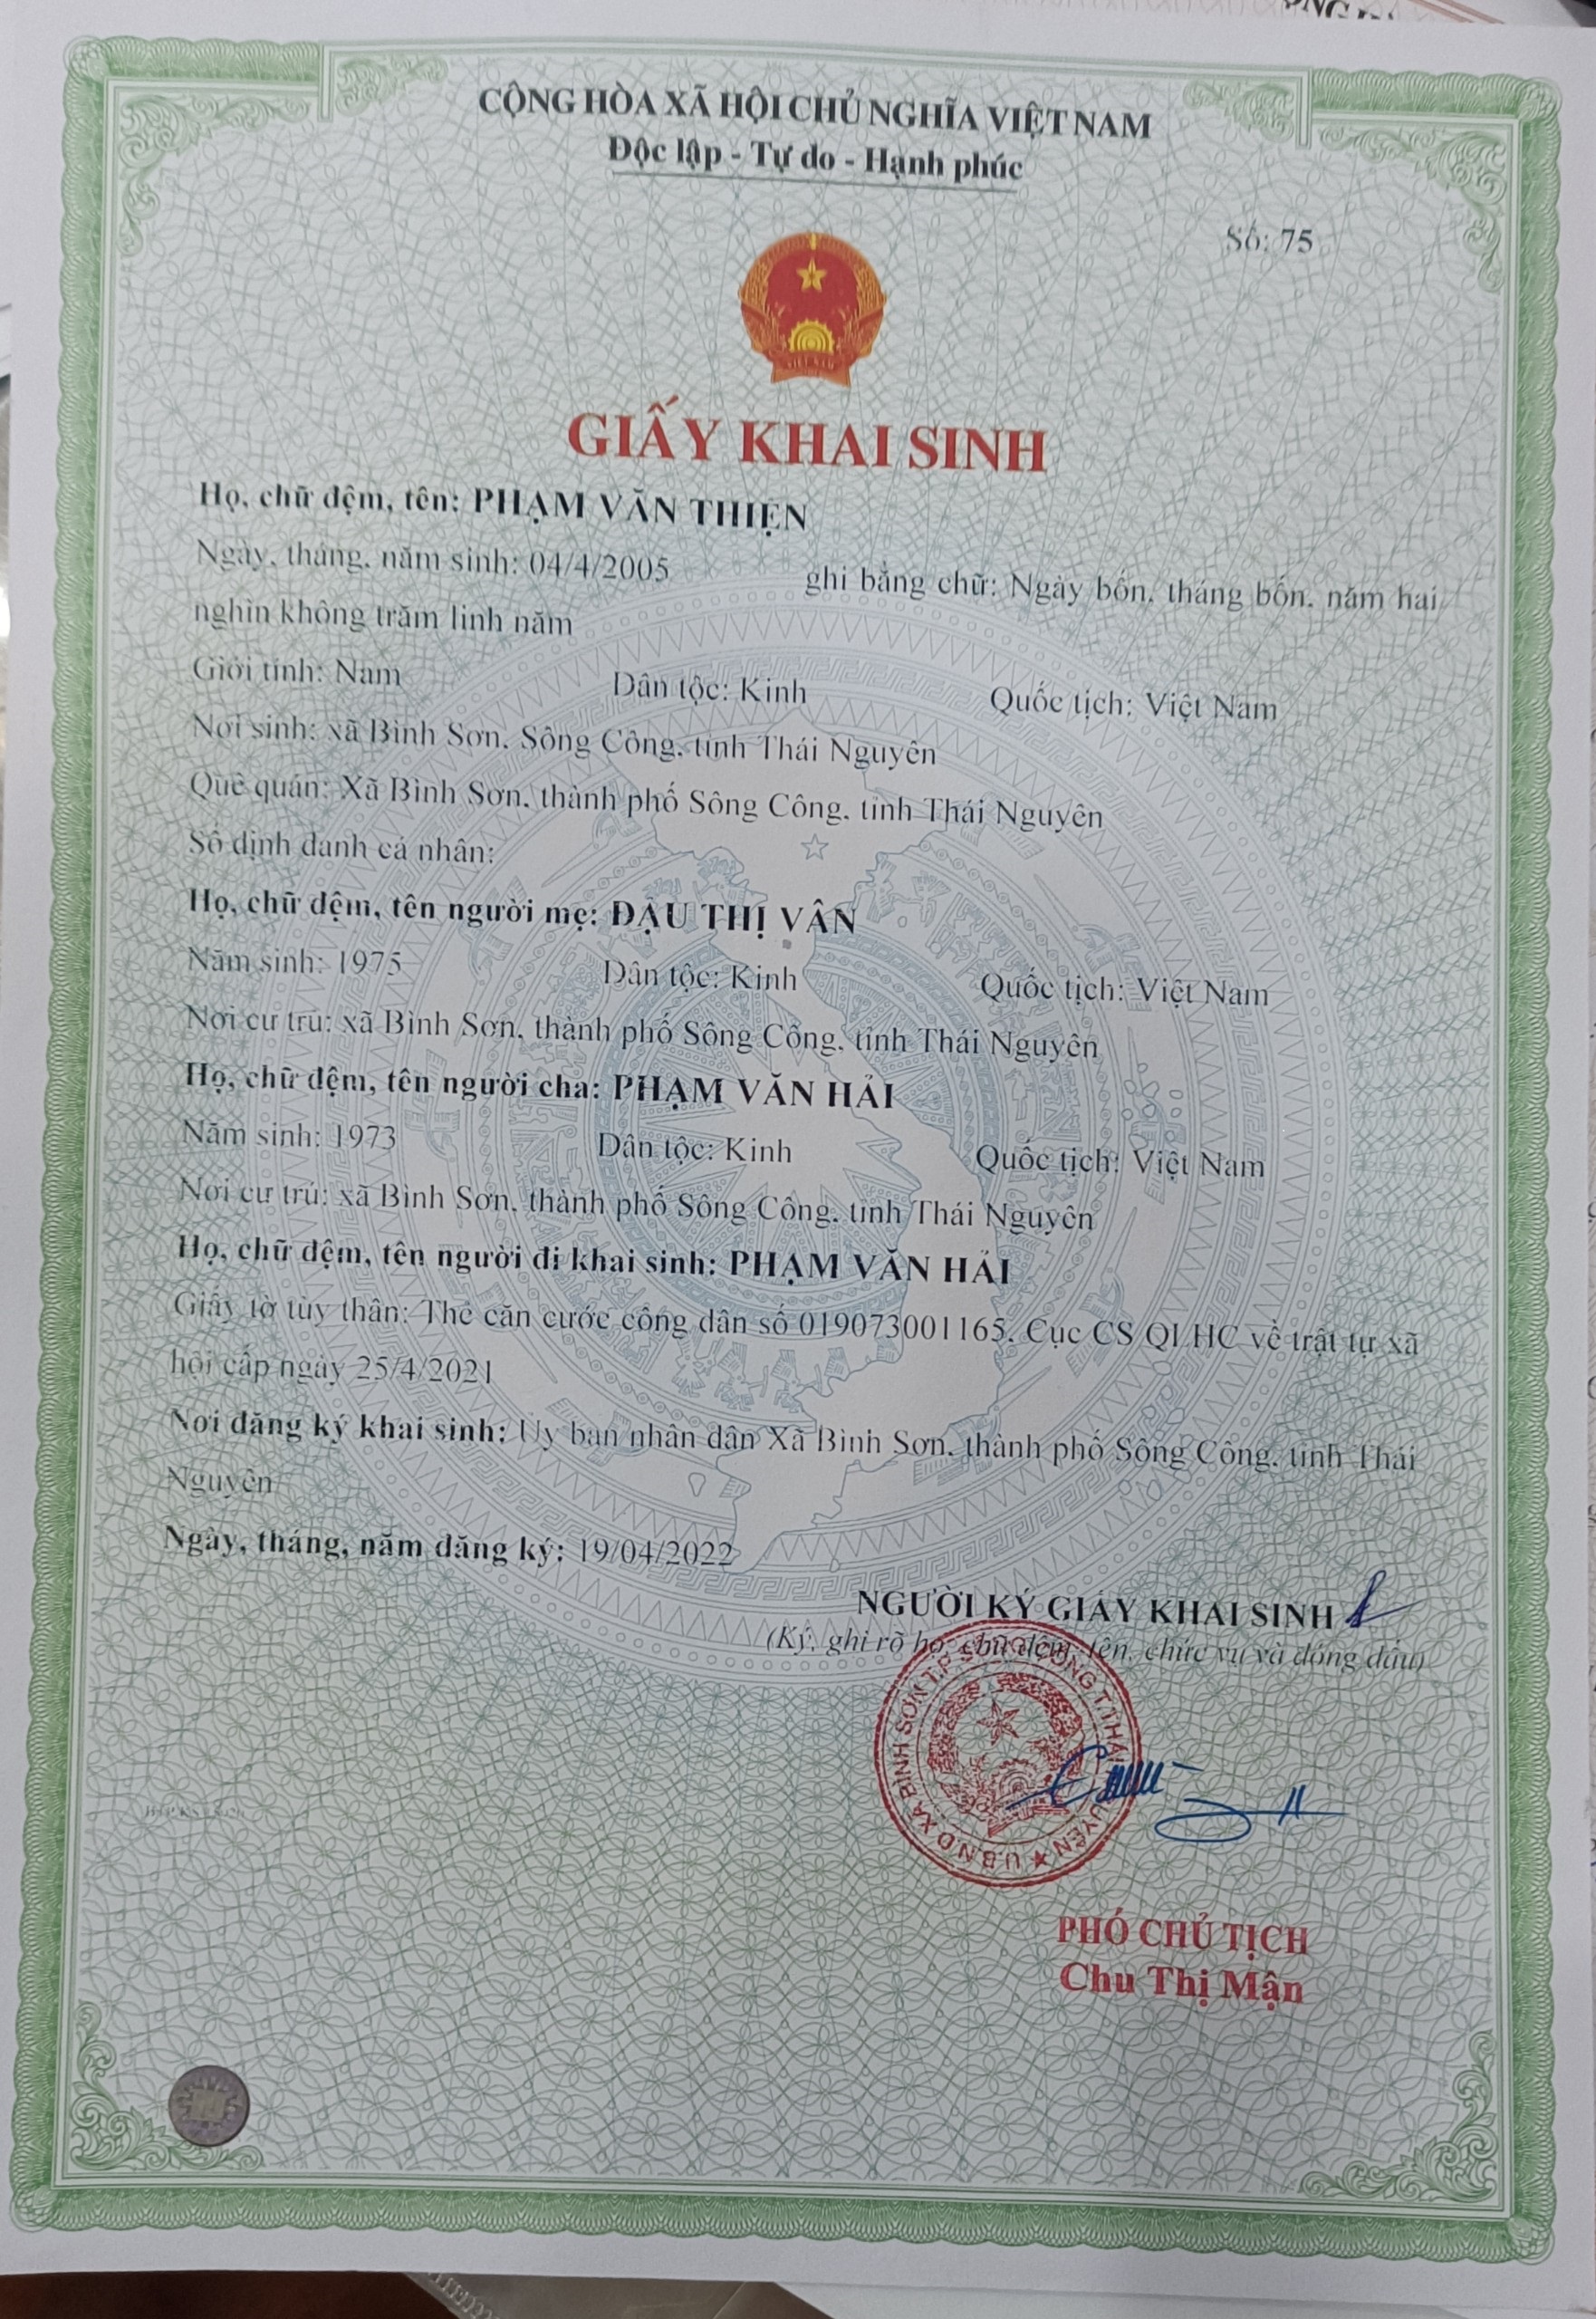 CỘNG HÒA XÃ HỘI CHỦ NGHĨA VIỆT NAM
Độc lập - Tự do - Hạnh phúc
Số: 75
VIỆT NAM
GIẤY KHAI SINH
Họ, chữ đệm, tên: PHẠM VĂN THIỆN
Ngày, tháng, năm sinh: 04/4/2005 ghi bằng chữ: Ngày bốn, tháng bốn, năm hai
nghìn không trăm linh năm
Giới tính: Nam Dân tộc: Kinh Quốc tịch: Việt Nam
Nơi sinh: xã Bình Sơn, Sông Công, tỉnh Thái Nguyên
Quê quán: Xã Bình Sơn, thành phố Sông Công, tỉnh Thái Nguyên
Số định danh cá nhân:
Họ, chữ đệm, tên người mẹ: ĐẬU THỊ VÂN
Năm sinh: 1975 Dân tộc: Kinh Quốc tịch: Việt Nam
Nơi cư trú: xã Bình Sơn, thành phố Sông Công, tỉnh Thái Nguyên
Họ, chữ đệm, tên người cha: PHẠM VĂN HẢI
Năm sinh: 1973 Dân tộc: Kinh Quốc tịch: Việt Nam
Nơi cư trú: xã Bình Sơn, thành phố Sông Công, tỉnh Thái Nguyên
Họ, chữ đệm, tên người đi khai sinh: PHẠM VĂN HẢI
Giấy tờ tùy thân: Thẻ căn cước công dân số 019073001165, Cục CS QLHC về trật tự xã
hội cấp ngày 25/4/2021
Nơi đăng ký khai sinh: Ủy ban nhân dân Xã Bình Sơn, thành phố Sông Công, tỉnh Thái
Nguyên
Ngày, tháng, năm đăng ký: 19/04/2022
NGƯỜI KÝ GIẤY KHAI SINH
(Ký, ghi rõ họ, chữ đệm, tên, chức vụ và đóng dấu)
U.B.N.D XÃ BÌNH SƠN T.P SÔNG CÔNG T.THÁI NGUYÊN
PHÓ CHỦ TỊCH
Chu Thị Mận